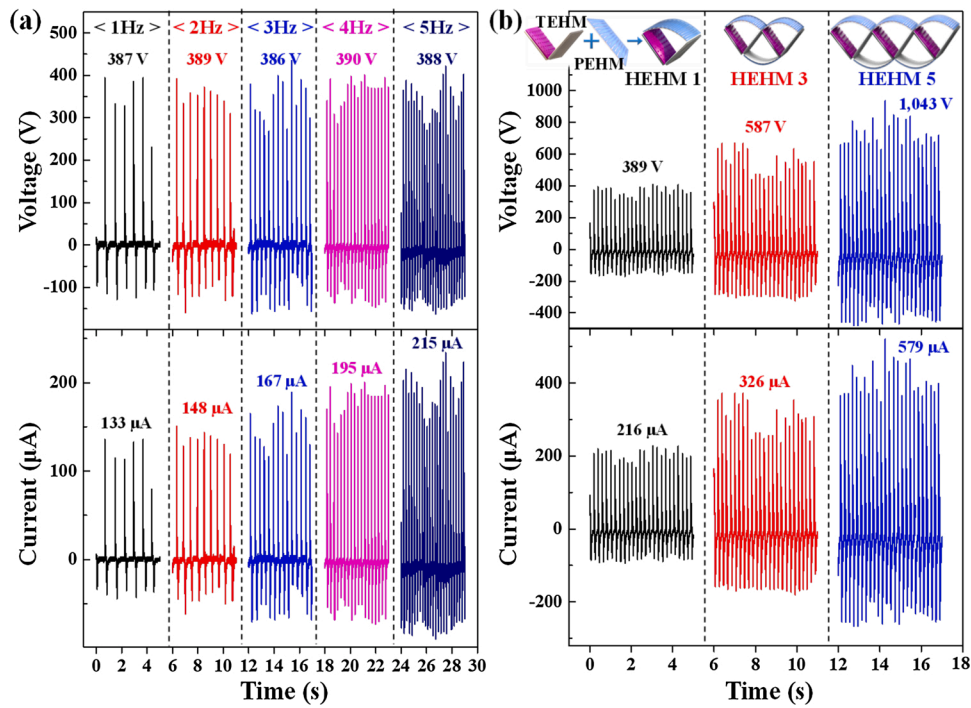 (a)
< 1Hz > < 2Hz > < 3Hz > < 4Hz > < 5Hz >
387 V 389 V 386 V 390 V 388 V
Voltage (V)
500
400
300
200
100
0
-100
133 μA 148 μA 167 μA 195 μA 215 μA
Current (μA)
200
100
0
0 2 4 6 8 10 12 14 16 18 20 22 24 26 28 30
Time (s)
(b)
TEHM
PEHM
HEHM 1 HEHM 3 HEHM 5
389 V 587 V 1,043 V
Voltage (V)
1000
800
600
400
200
0
-200
-400
216 μA 326 μA 579 μA
Current (μA)
400
200
0
-200
0 2 4 6 8 10 12 14 16 18
Time (s)